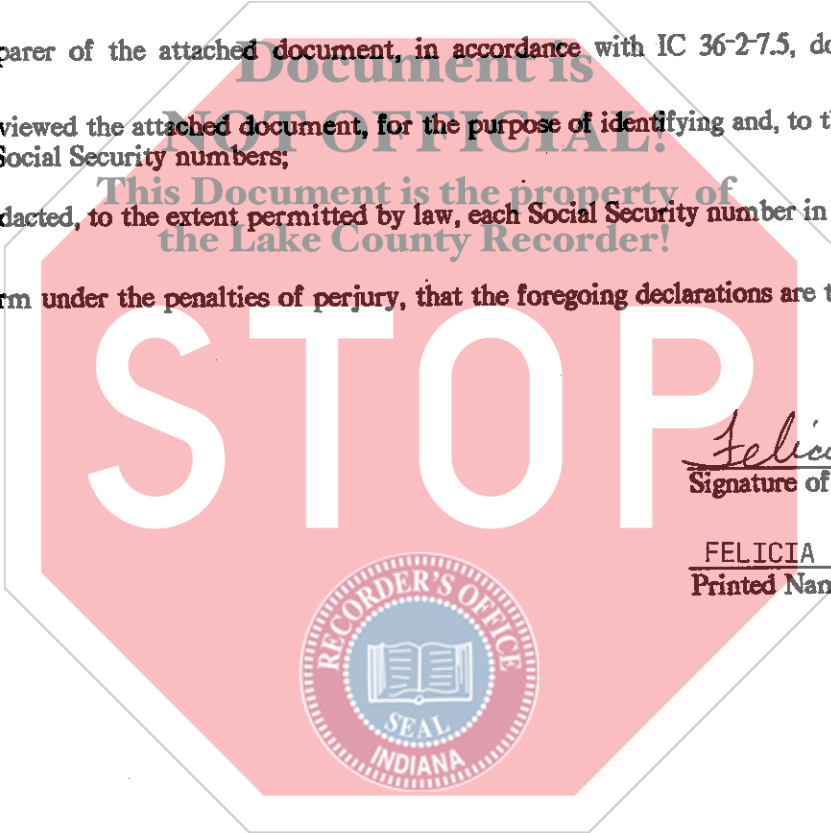 parer of the attached document, in accordance with IC 36-2-7.5, do
Document is
viewed the attached document, for the purpose of identifying and, to th
NOT OFFICIAL!
Social Security numbers;
This Document is the property of
dacted, to the extent permitted by law, each Social Security number in
the Lake County Recorder!
rm under the penalties of perjury, that the foregoing declarations are t
STOP
Felicia
Signature of
FELICIA
Printed Nam
RECORDER'S OFFICE
SEAL
INDIANA